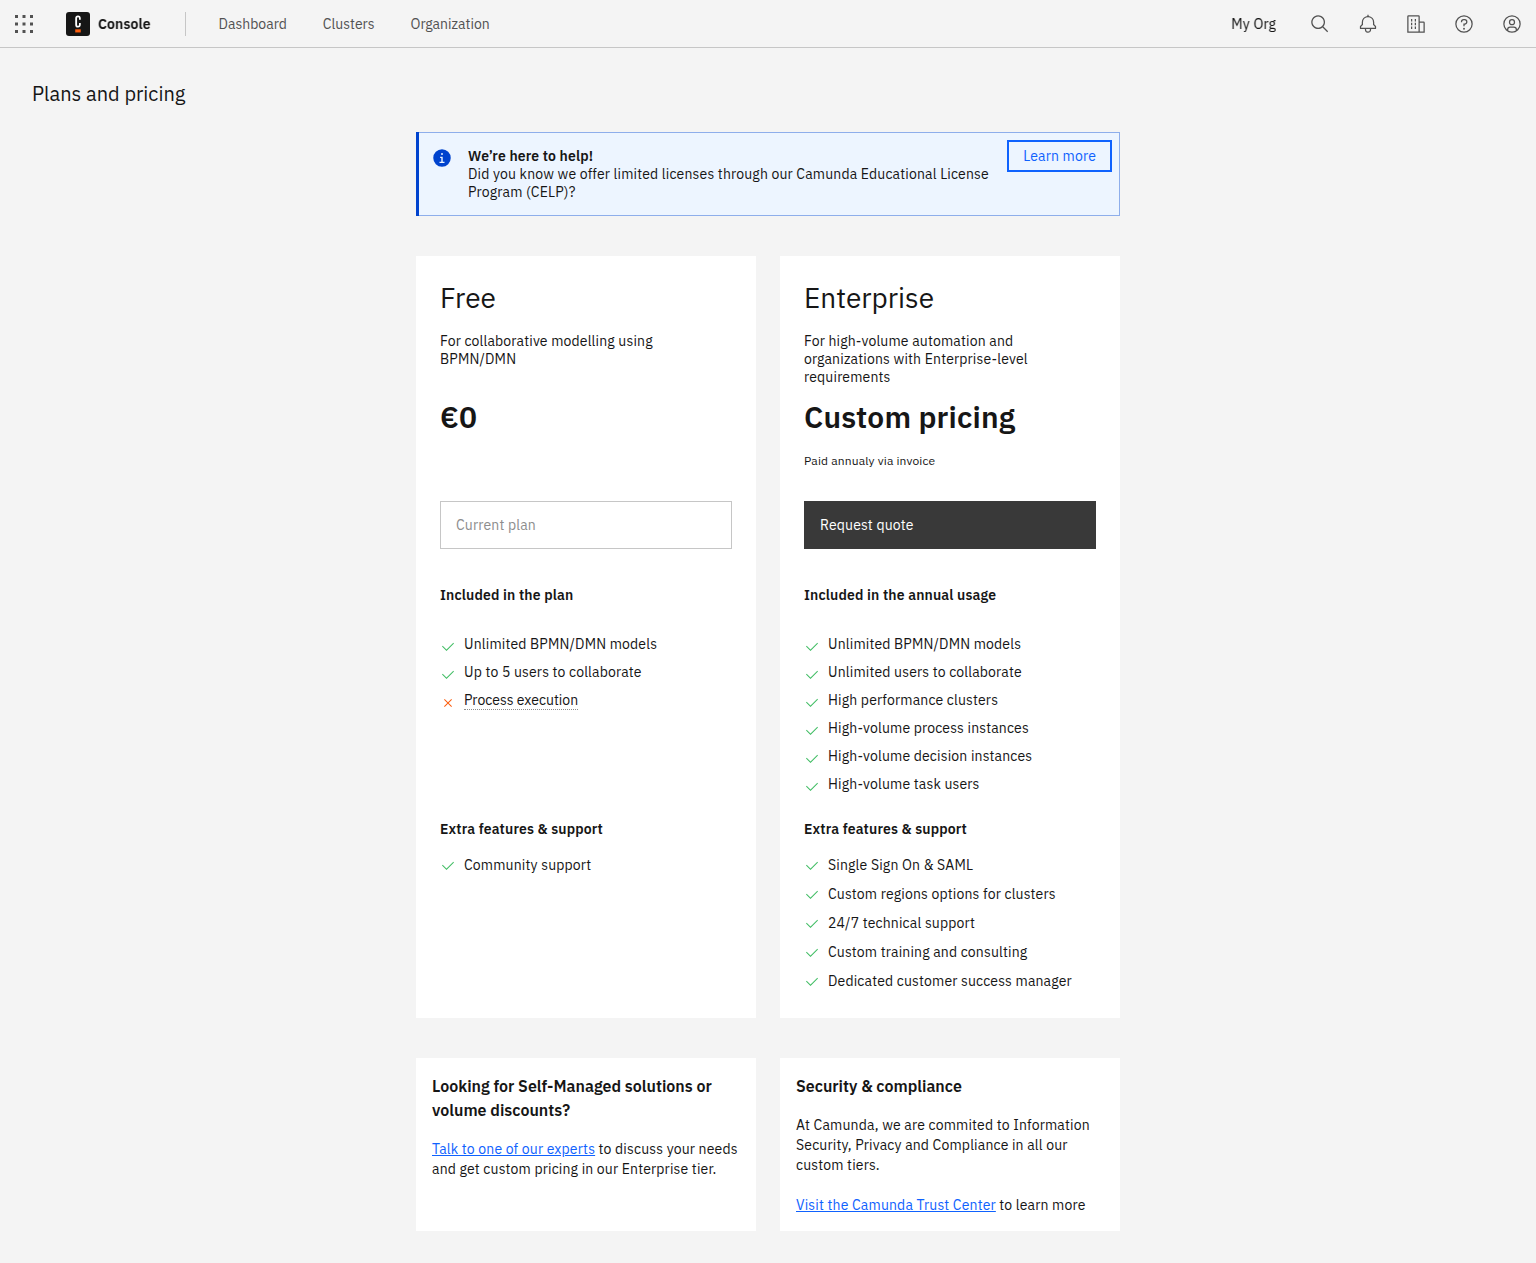 Console
Dashboard
Clusters
Organization
My Org
Plans and pricing
We're here to help!
Did you know we offer limited licenses through our Camunda Educational License
Program (CELP)?
Learn more
Free
For collaborative modelling using
BPMN/DMN
€0
Current plan
Included in the plan
Unlimited BPMN/DMN models
Up to 5 users to collaborate
Process execution
Extra features & support
Community support
Enterprise
For high-volume automation and
organizations with Enterprise-level
requirements
Custom pricing
Paid annualy via invoice
Request quote
Included in the annual usage
Unlimited BPMN/DMN models
Unlimited users to collaborate
High performance clusters
High-volume process instances
High-volume decision instances
High-volume task users
Extra features & support
Single Sign On & SAML
Custom regions options for clusters
24/7 technical support
Custom training and consulting
Dedicated customer success manager
Looking for Self-Managed solutions or
volume discounts?
Talk to one of our experts to discuss your needs
and get custom pricing in our Enterprise tier.
Security & compliance
At Camunda, we are commited to Information
Security, Privacy and Compliance in all our
custom tiers.
Visit the Camunda Trust Center to learn more